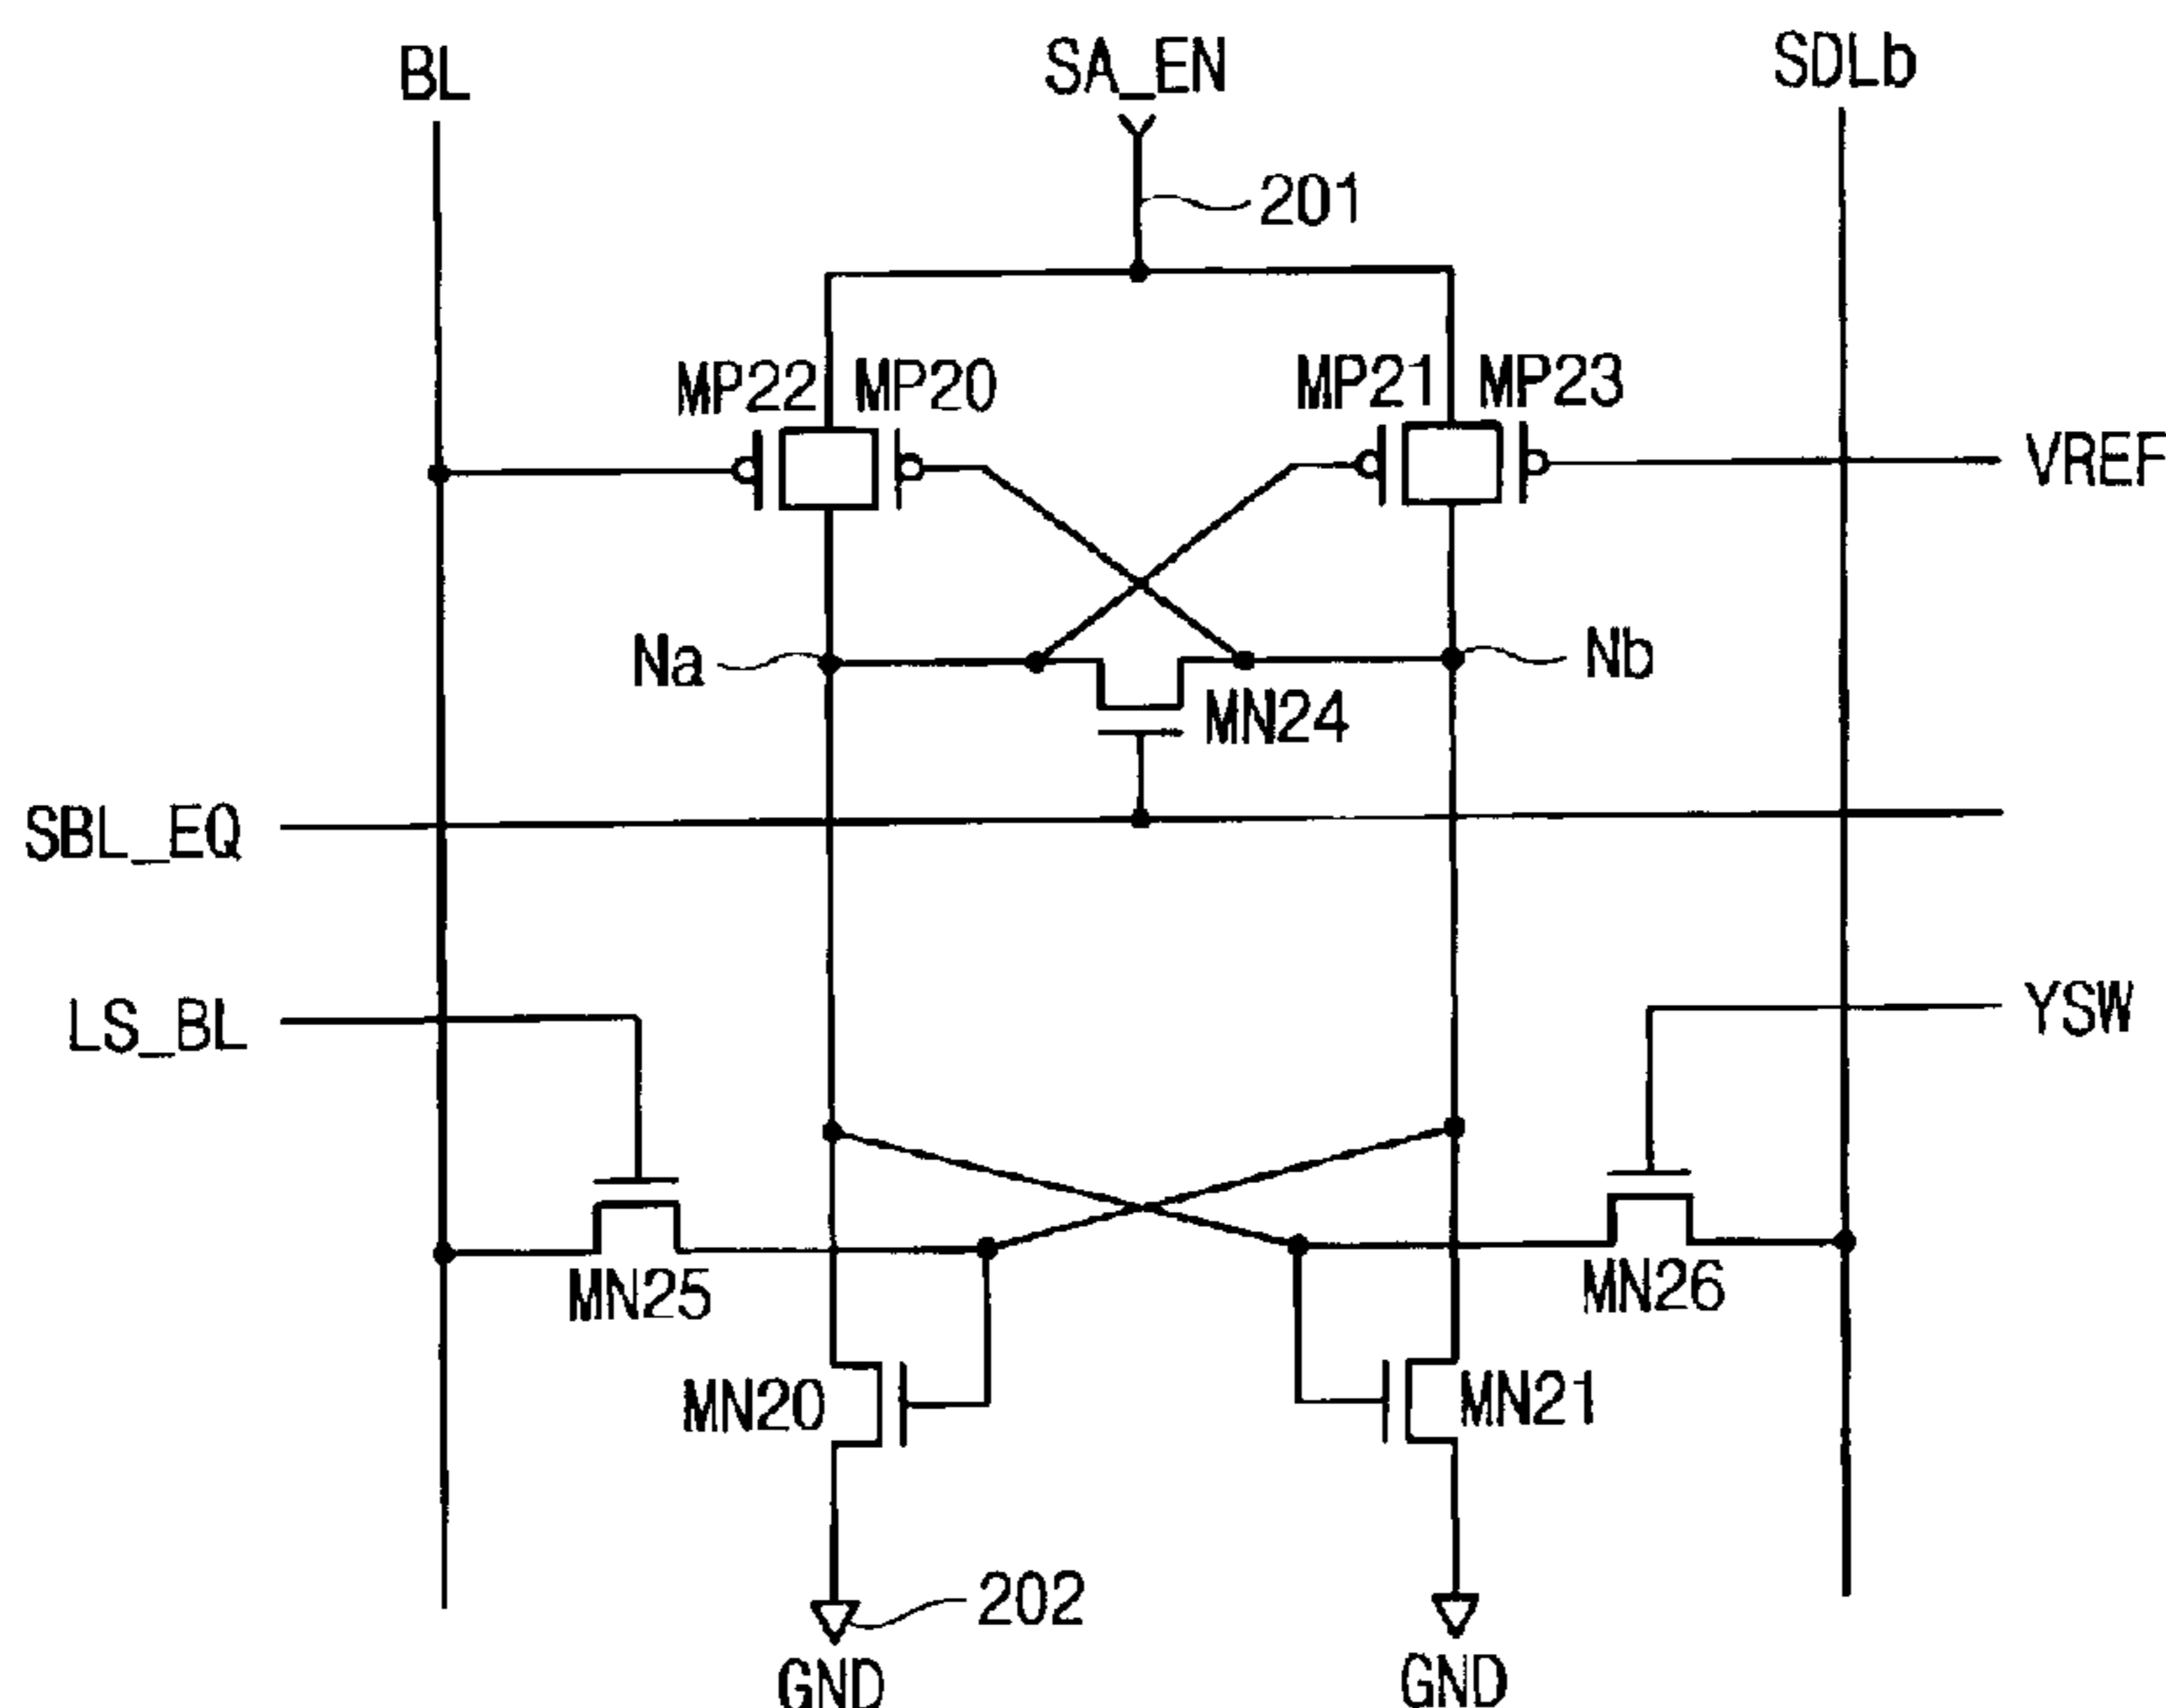 BL
SA_EN
SDLb
201
MP22
MP20
MP21
MP23
VREF
Na
Nb
MN24
SBL_EQ
LS_BL
YSW
MN25
MN26
MN20
MN21
202
GND
GND